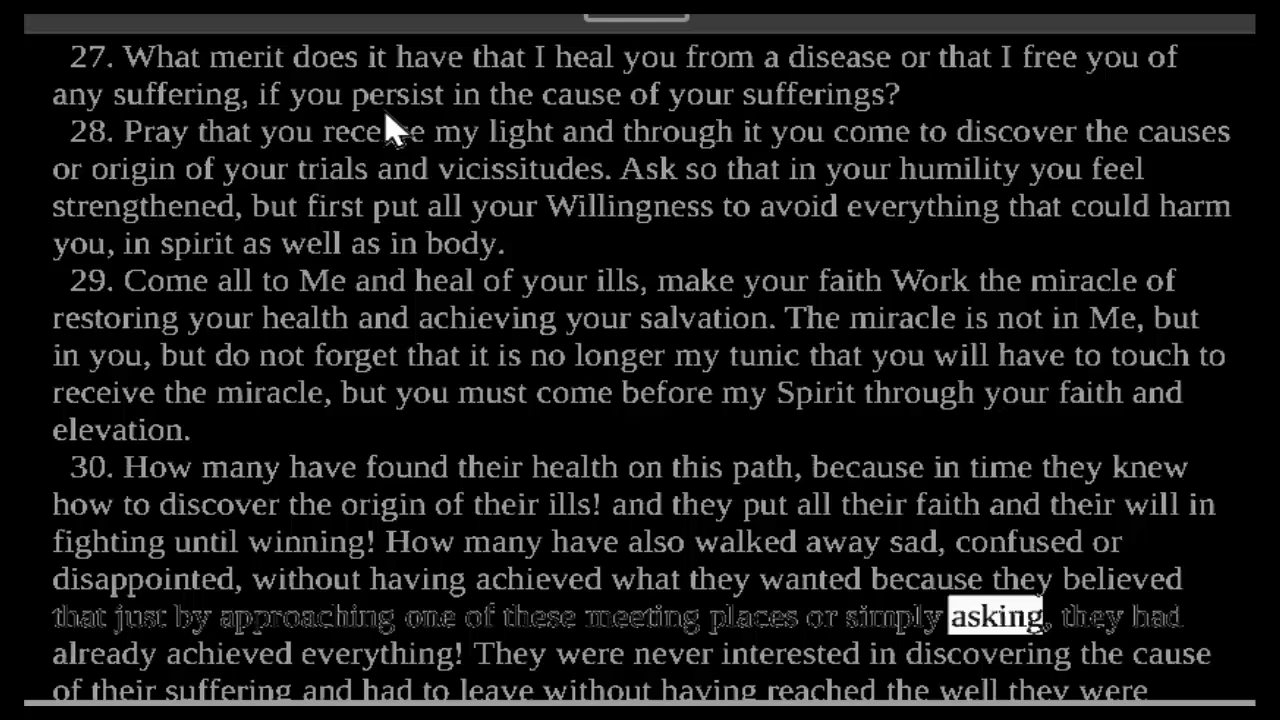 27. What merit does it have that I heal you from a disease or that I free you of
any suffering, if you persist in the cause of your sufferings?
28. Pray that you receive my light and through it you come to discover the causes
or origin of your trials and vicissitudes. Ask so that in your humility you feel
strengthened, but first put all your Willingness to avoid everything that could harm
you, in spirit as well as in body.
29. Come all to Me and heal of your ills, make your faith Work the miracle of
restoring your health and achieving your salvation. The miracle is not in Me, but
in you, but do not forget that it is no longer my tunic that you will have to touch to
receive the miracle, but you must come before my Spirit through your faith and
elevation.
30. How many have found their health on this path, because in time they knew
how to discover the origin of their ills! and they put all their faith and their will in
fighting until winning! How many have also walked away sad, confused or
disappointed, without having achieved what they wanted because they believed
that just by approaching one of these meeting places or simply asking, they had
already achieved everything! They were never interested in discovering the cause
of their suffering and had to leave without having reached the well they were